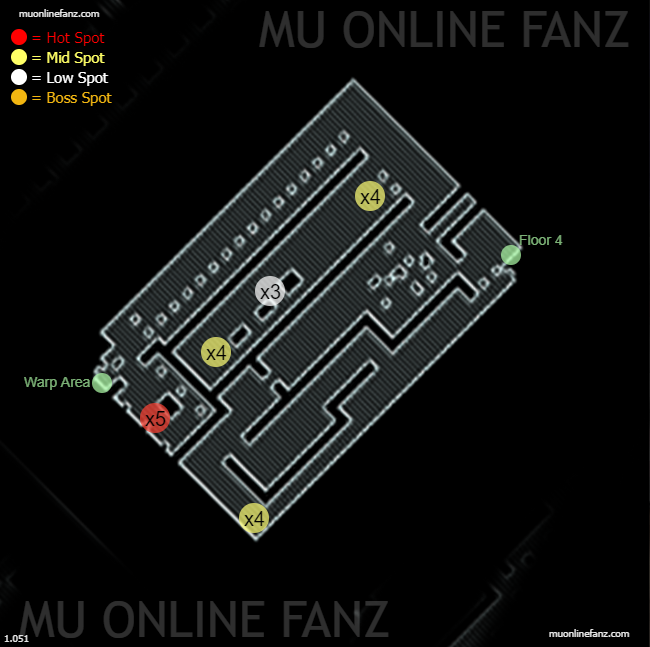 muonlinefanz.com
MU ONLINE FANZ
= Hot Spot
= Mid Spot
= Low Spot
= Boss Spot
x4
Floor 4
x3
x4
Warp Area
x5
x4
MU ONLINE FANZ
1.051
muonlinefanz.com